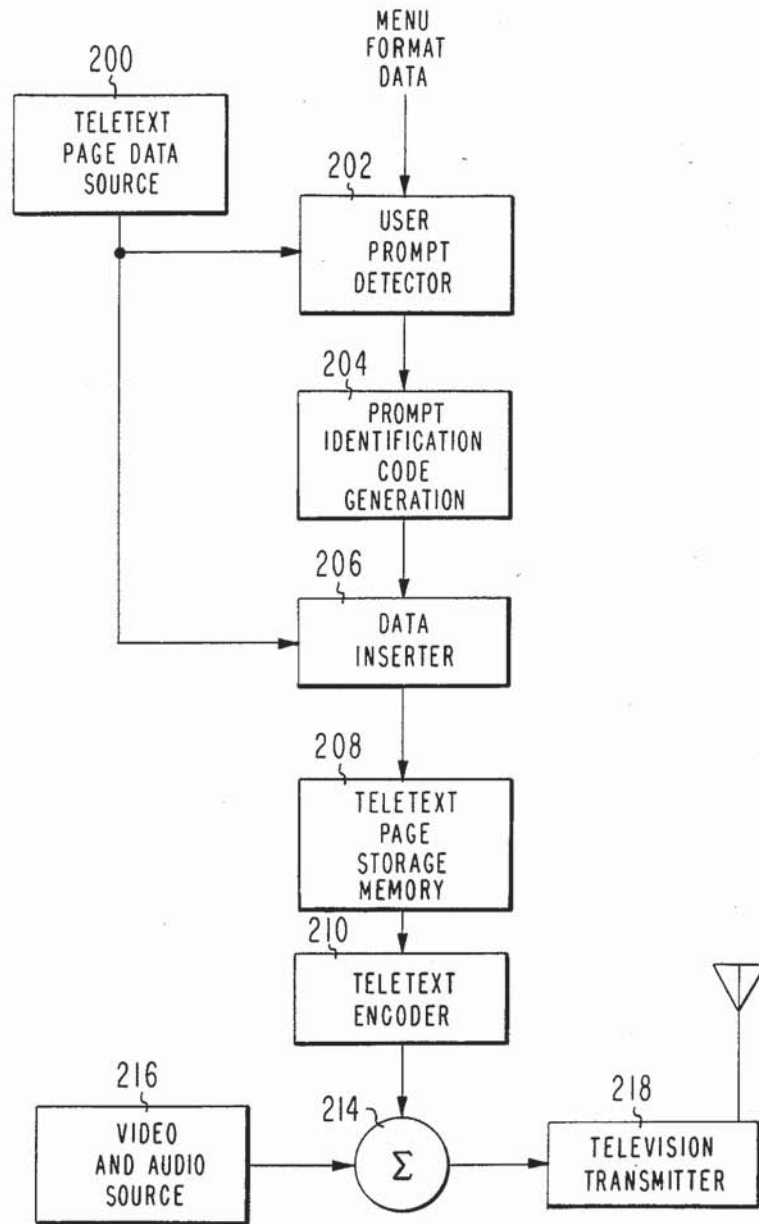 MENU
FORMAT
DATA
200
TELETEXT
PAGE DATA
SOURCE
202
USER
PROMPT
DETECTOR
204
PROMPT
IDENTIFICATION
CODE
GENERATION
206
DATA
INSERTER
208
TELETEXT
PAGE
STORAGE
MEMORY
210
TELETEXT
ENCODER
216
VIDEO
AND AUDIO
SOURCE
214
Σ
218
TELEVISION
TRANSMITTER